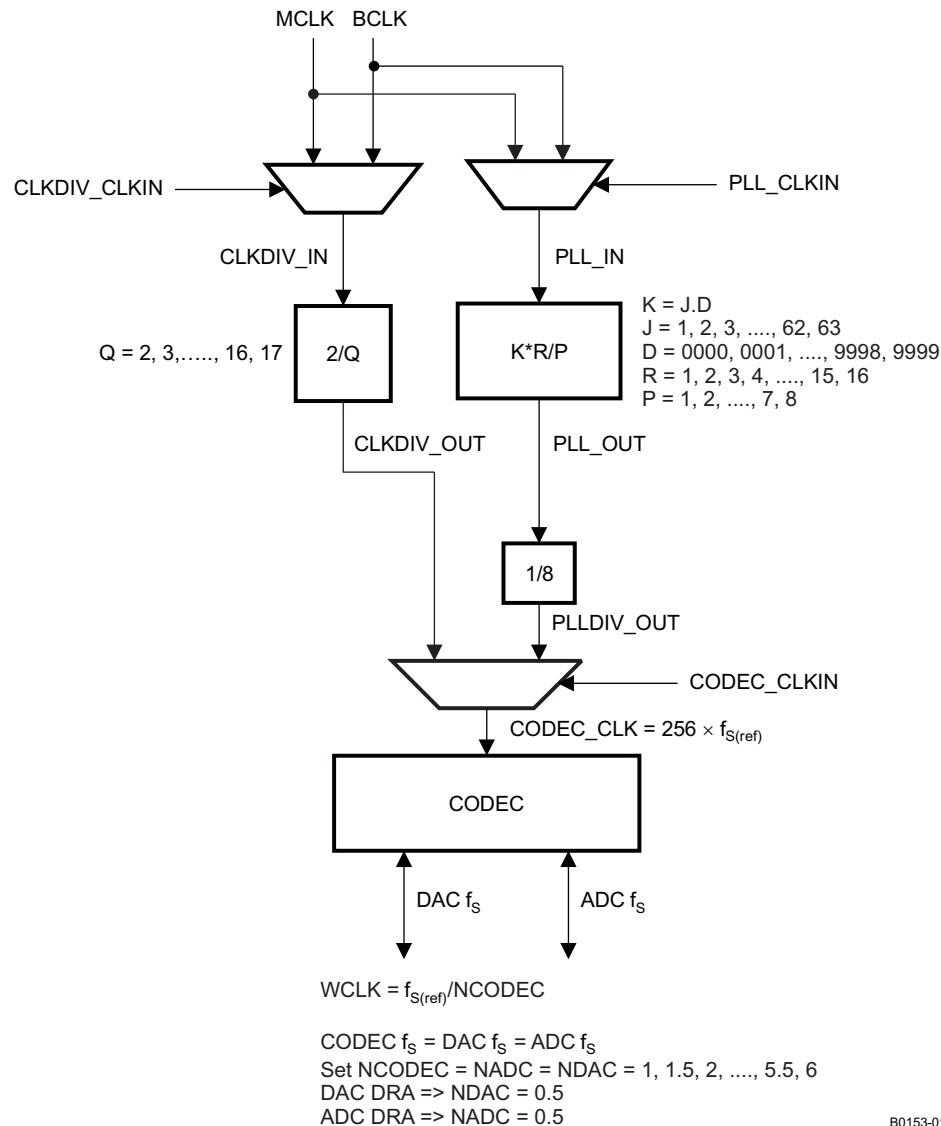 MCLK BCLK
CLKDIV_CLKIN
PLL_CLKIN
CLKDIV_IN
PLL_IN
Q = 2, 3,....., 16, 17
2/Q
K*R/P
K = J.D
J = 1, 2, 3, ...., 62, 63
D = 0000, 0001, ...., 9998, 9999
R = 1, 2, 3, 4, ...., 15, 16
P = 1, 2, ...., 7, 8
CLKDIV_OUT
PLL_OUT
1/8
PLLDIV_OUT
CODEC_CLKIN
CODEC_CLK = 256 × fS(ref)
CODEC
DAC fS
ADC fS
WCLK = fS(ref)/NCODEC
CODEC fS = DAC fS = ADC fS
Set NCODEC = NADC = NDAC = 1, 1.5, 2, ...., 5.5, 6
DAC DRA => NDAC = 0.5
ADC DRA => NADC = 0.5